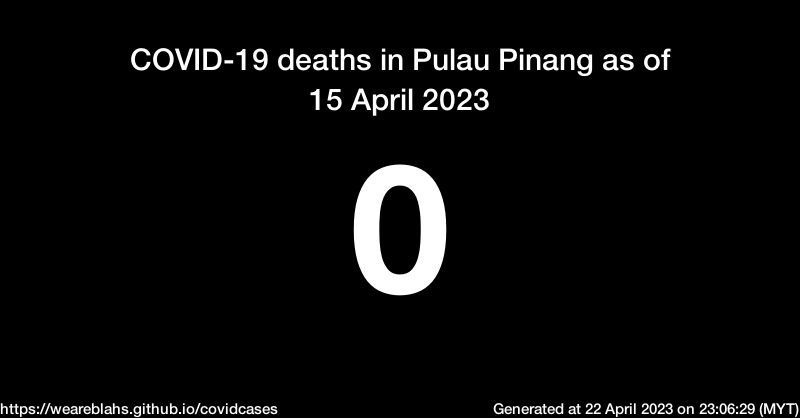 COVID-19 deaths in Pulau Pinang as of
15 April 2023
0
https://weareblahs.github.io/covidcases
Generated at 22 April 2023 on 23:06:29 (MYT)